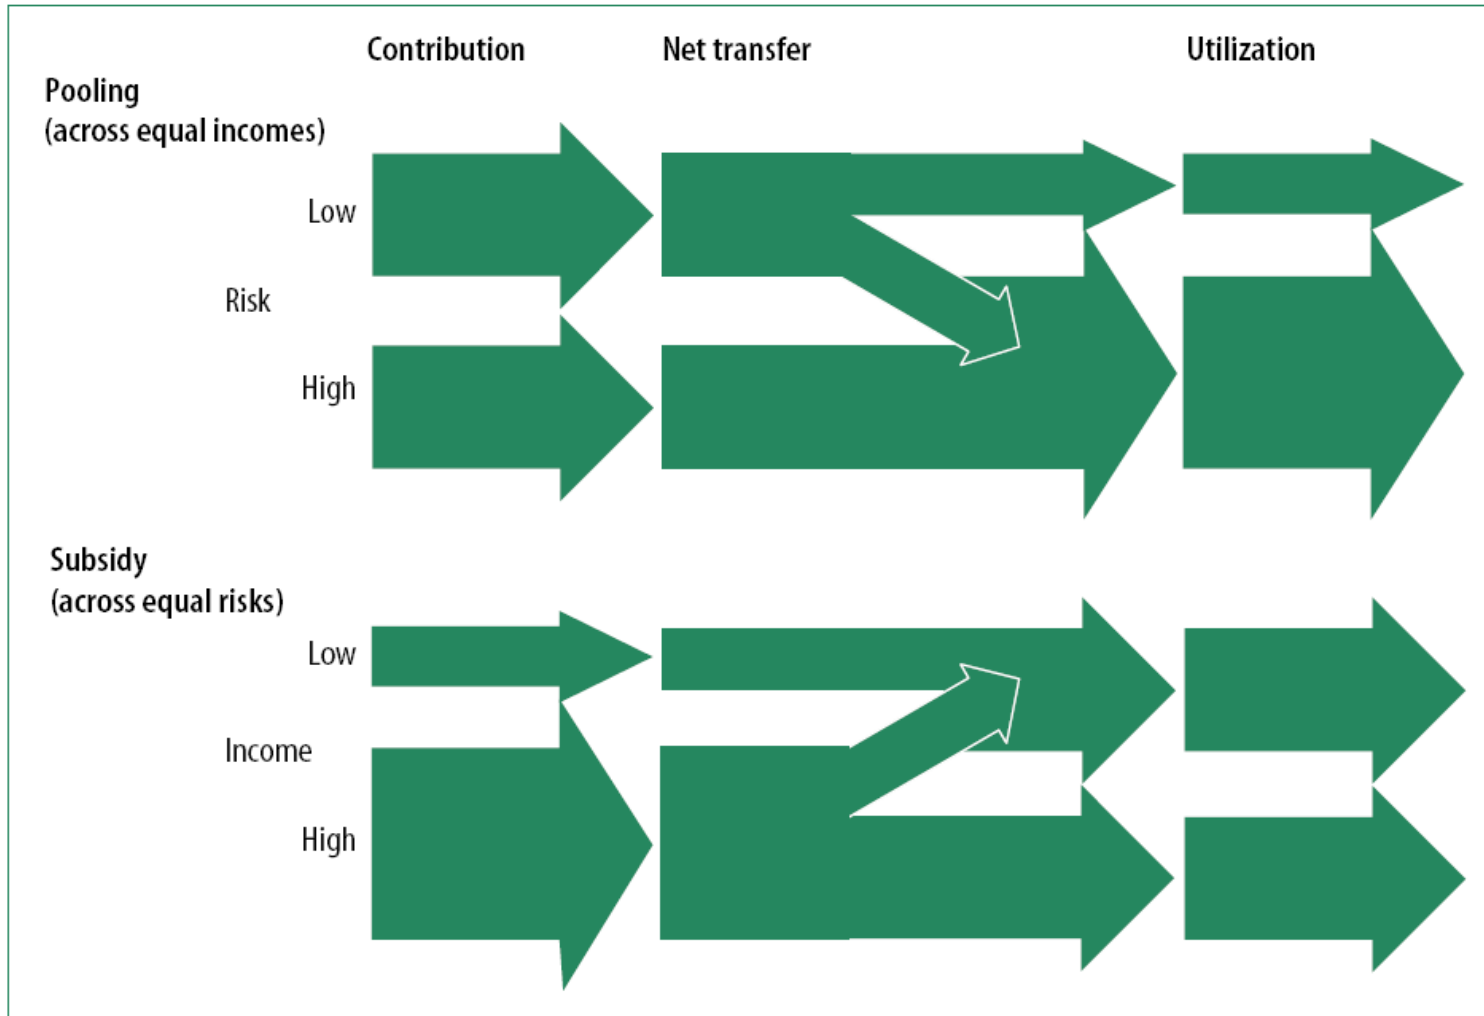 Contribution
Net transfer
Utilization
Pooling
(across equal incomes)
Low
Risk
High
Subsidy
(across equal risks)
Low
Income
High